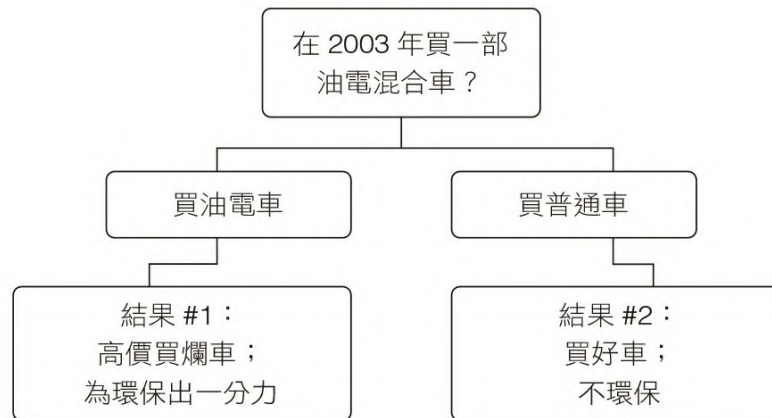 在 2003 年買一部
油電混合車？
買油電車
買普通車
結果 #1：
高價買爛車；
為環保出一分力
結果 #2：
買好車；
不環保